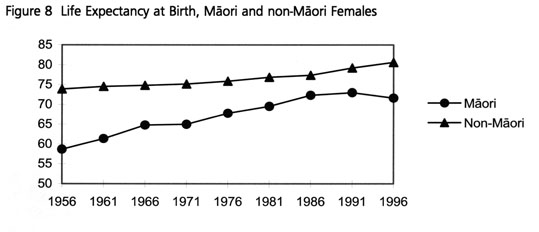 Figure 8 Life Expectancy at Birth, Māori and non-Māori Females
85
80
75
70
65
60
55
50
1956 1961 1966 1971 1976 1981 1986 1991 1996
Māori
Non-Māori